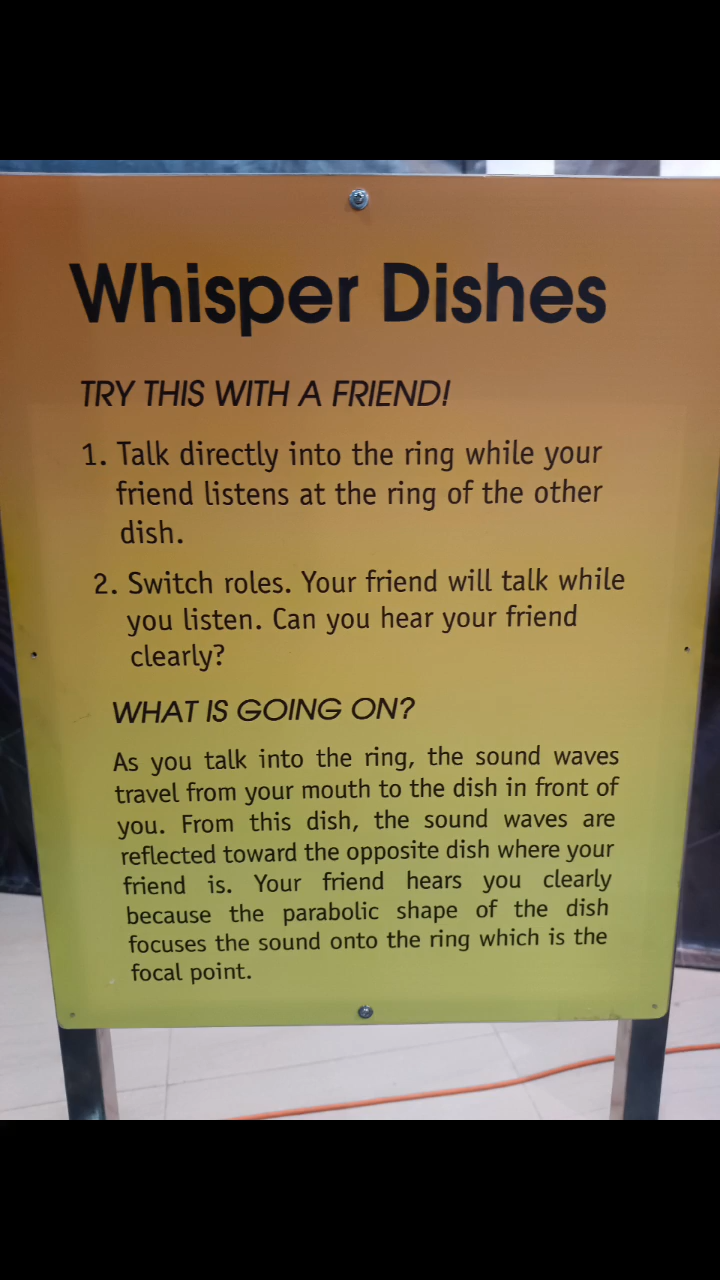 Whisper Dishes
TRY THIS WITH A FRIEND!
1. Talk directly into the ring while your
friend listens at the ring of the other
dish.
2. Switch roles. Your friend will talk while
you listen. Can you hear your friend
clearly?
WHAT IS GOING ON?
As you talk into the ring, the sound waves
travel from your mouth to the dish in front of
you. From this dish, the sound waves are
reflected toward the opposite dish where your
friend is. Your friend hears you clearly
because the parabolic shape of the dish
focuses the sound onto the ring which is the
focal point.